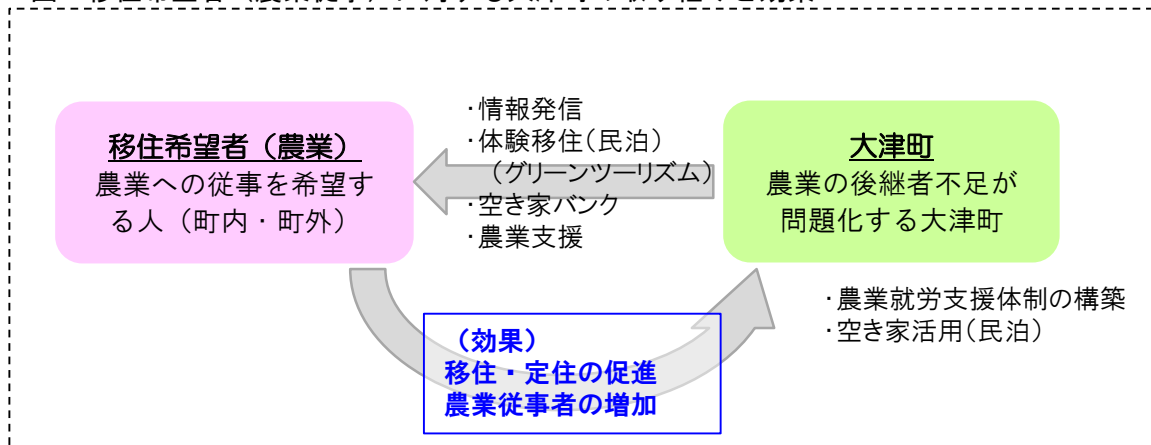 移住希望者（農業）
農業への従事を希望す
る人（町内・町外）
・情報発信
・体験移住（民泊）
（グリーンツーリズム）
・空き家バンク
・農業支援
大津町
農業の後継者不足が
問題化する大津町
・農業就労支援体制の構築
・空き家活用（民泊）
（効果）
移住・定住の促進
農業従事者の増加